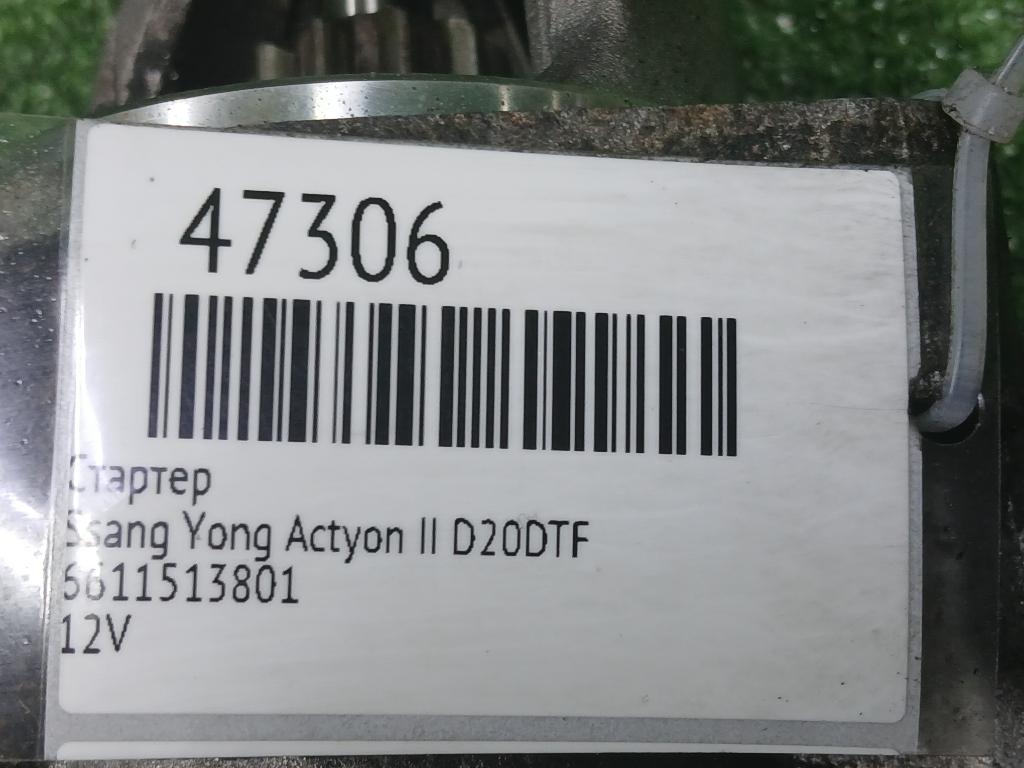 47306
Стартер
Ssang Yong Actyon II D20DTF
6611513801
12V